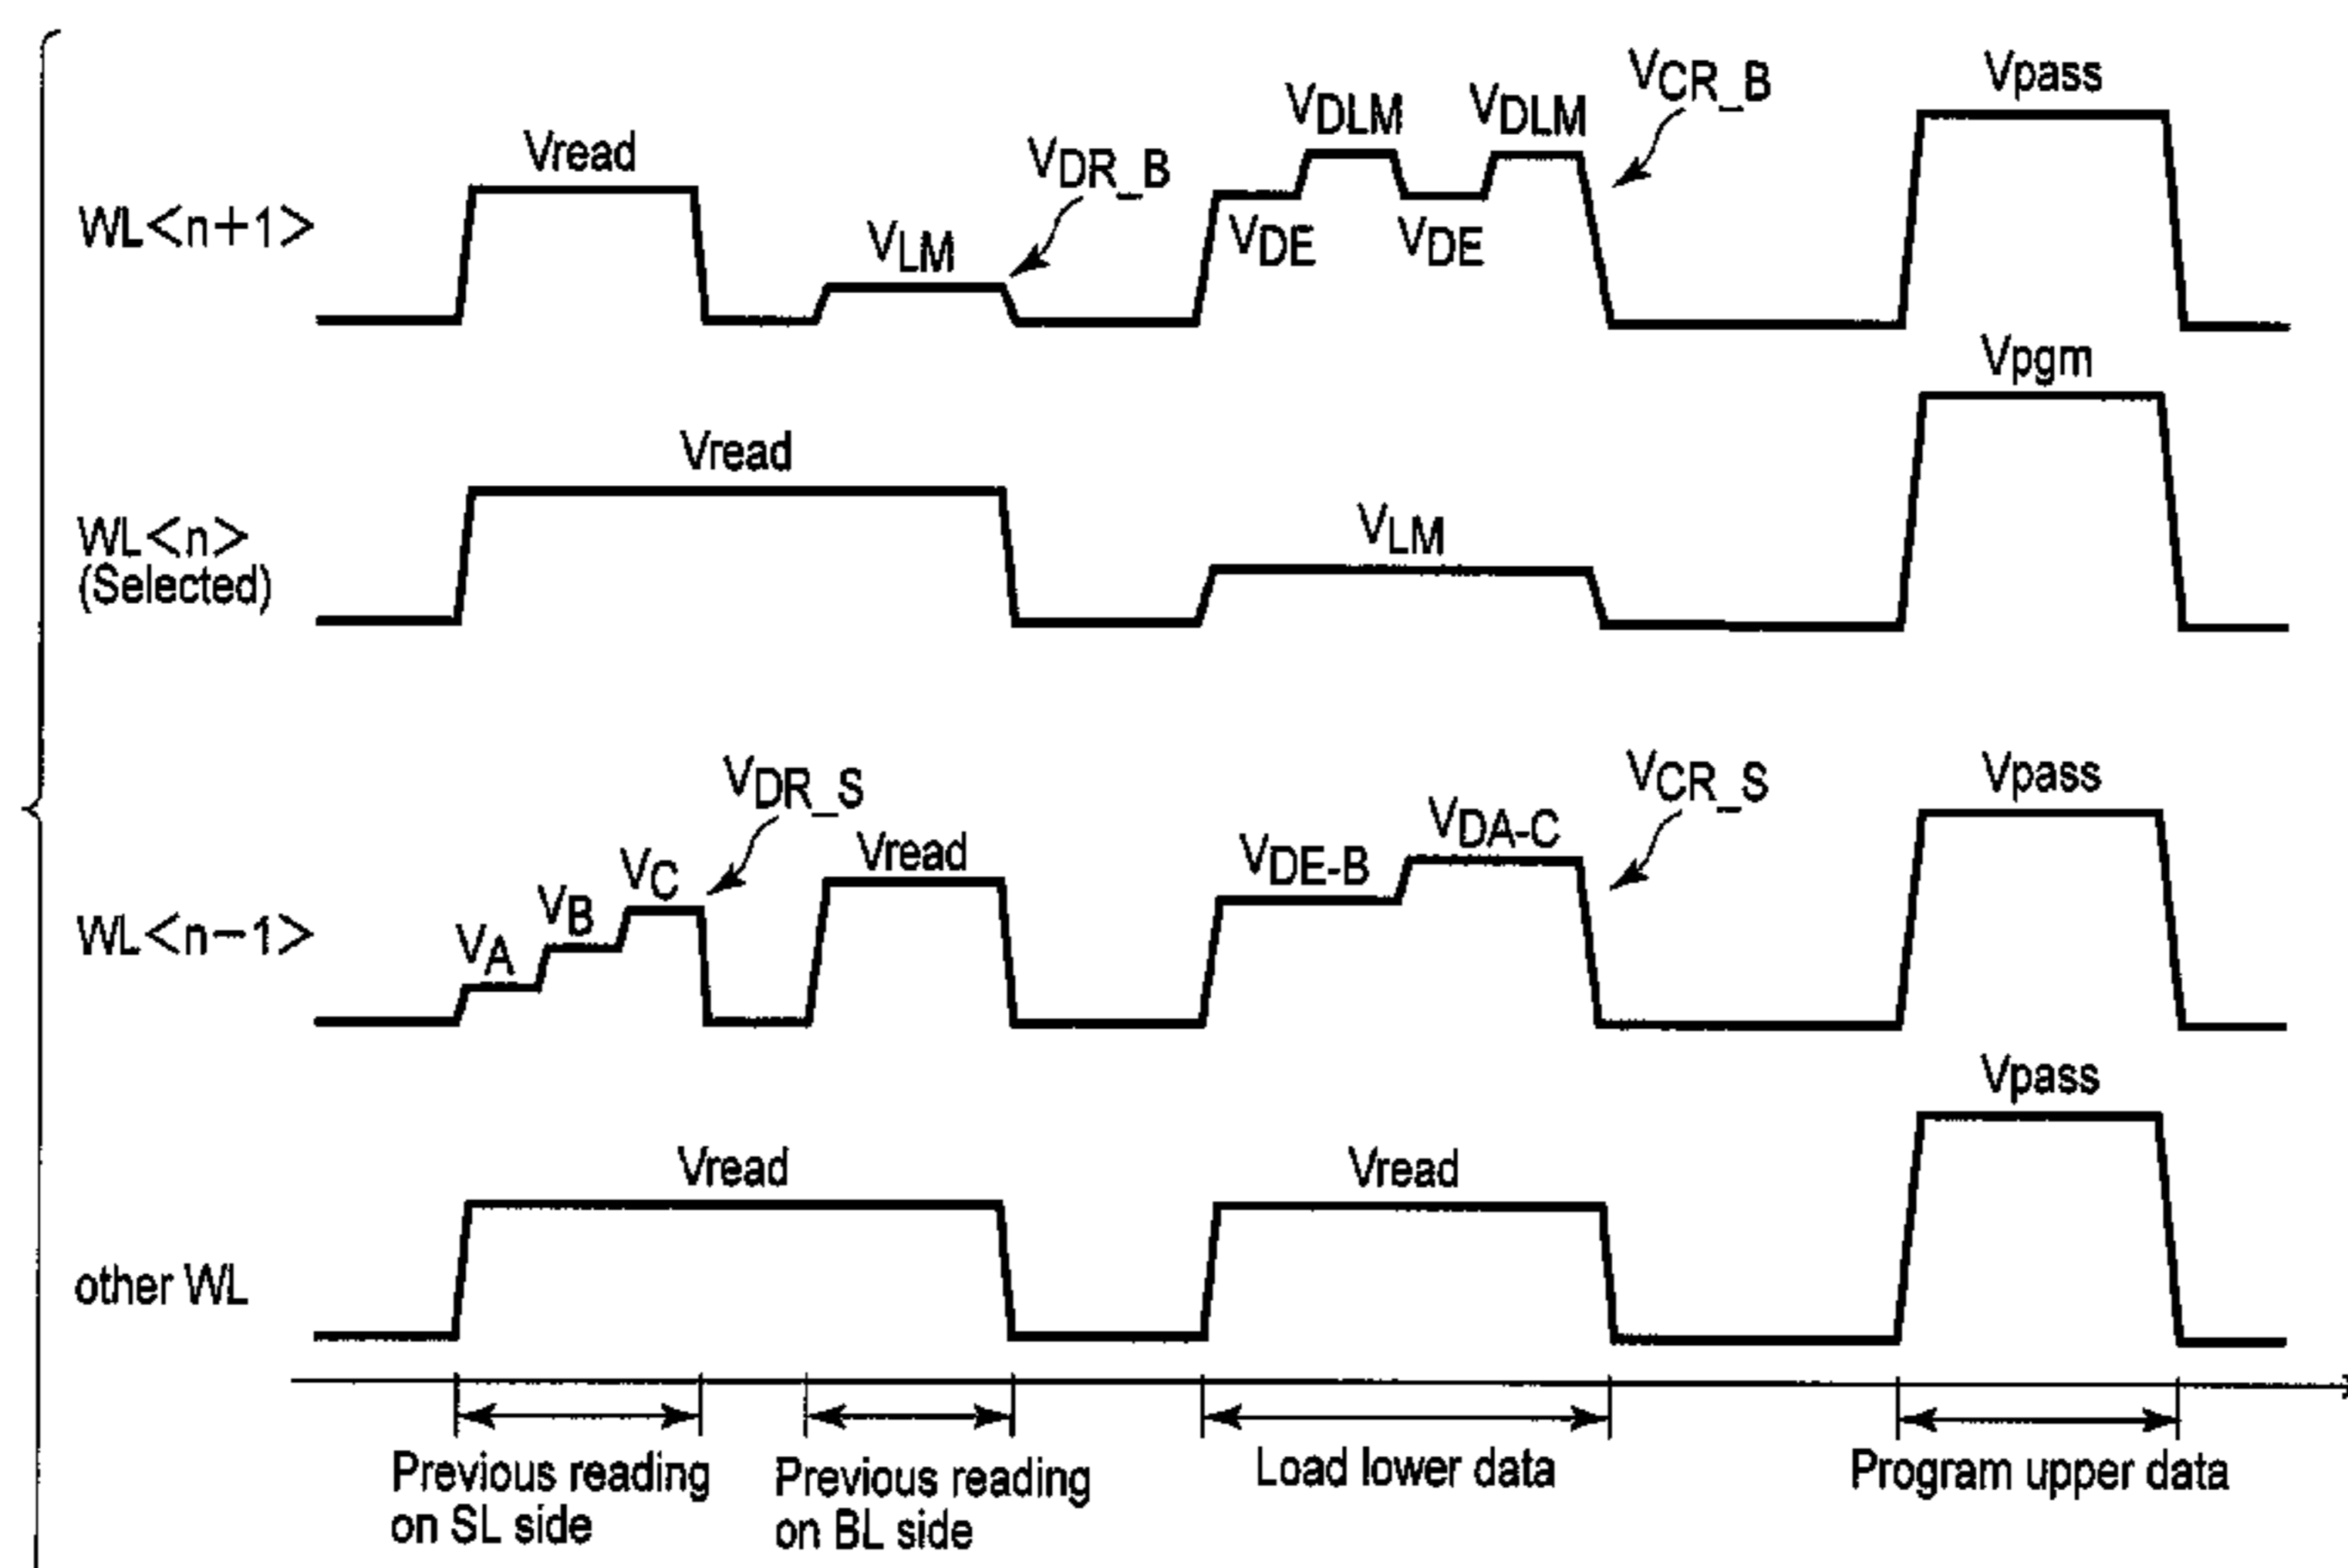 Vread
VLM
VDR_B
VDLM
VDLM
VCR_B
Vpass
WL<n+1>
VDE
VDE
Vread
VLM
Vpgm
WL<n>
(Selected)
VA
VB
VC
VDR_S
Vread
VDE-B
VDA-C
VCR_S
Vpass
WL<n-1>
Vread
Vread
Vpass
other WL
Previous reading
on SL side
Previous reading
on BL side
Load lower data
Program upper data